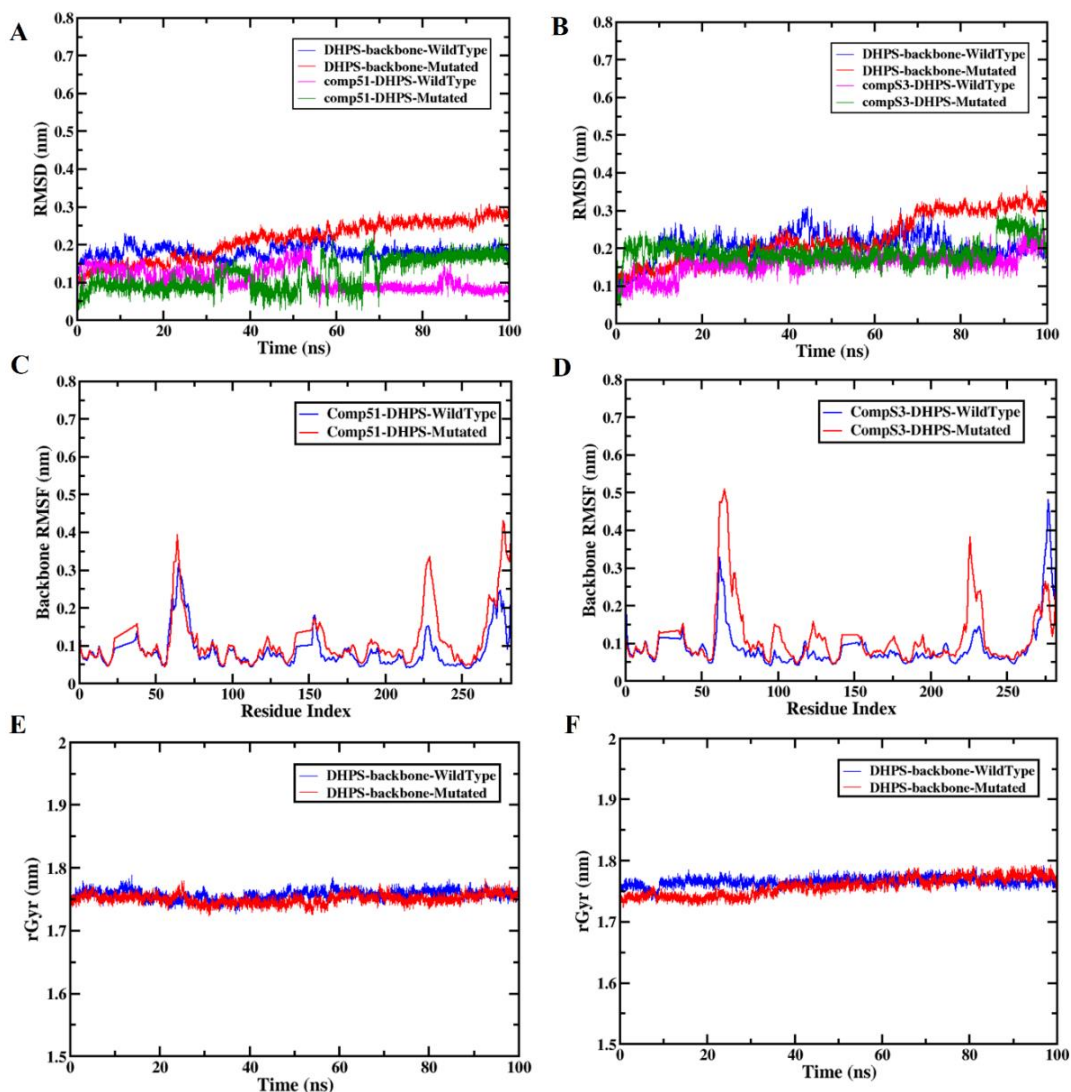 A
0.8
0.7
0.6
0.5
0.4
0.3
0.2
0.1
0
RMSD (nm)
DHPS-backbone-WildType
DHPS-backbone-Mutated
comp51-DHPS-WildType
comp51-DHPS-Mutated
0 20 40 60 80 100
Time (ns)
B
0.8
0.7
0.6
0.5
0.4
0.3
0.2
0.1
0
RMSD (nm)
DHPS-backbone-WildType
DHPS-backbone-Mutated
compS3-DHPS-WildType
compS3-DHPS-Mutated
0 20 40 60 80 100
Time (ns)
C
0.8
0.7
0.6
0.5
0.4
0.3
0.2
0.1
0
Backbone RMSF (nm)
Comp51-DHPS-WildType
Comp51-DHPS-Mutated
0 50 100 150 200 250
Residue Index
D
0.8
0.7
0.6
0.5
0.4
0.3
0.2
0.1
0
Backbone RMSF (nm)
CompS3-DHPS-WildType
CompS3-DHPS-Mutated
0 50 100 150 200 250
Residue Index
E
2
1.9
1.8
1.7
1.6
1.5
rGyr (nm)
DHPS-backbone-WildType
DHPS-backbone-Mutated
0 20 40 60 80 100
Time (ns)
F
2
1.9
1.8
1.7
1.6
1.5
rGyr (nm)
DHPS-backbone-WildType
DHPS-backbone-Mutated
0 20 40 60 80 100
Time (ns)